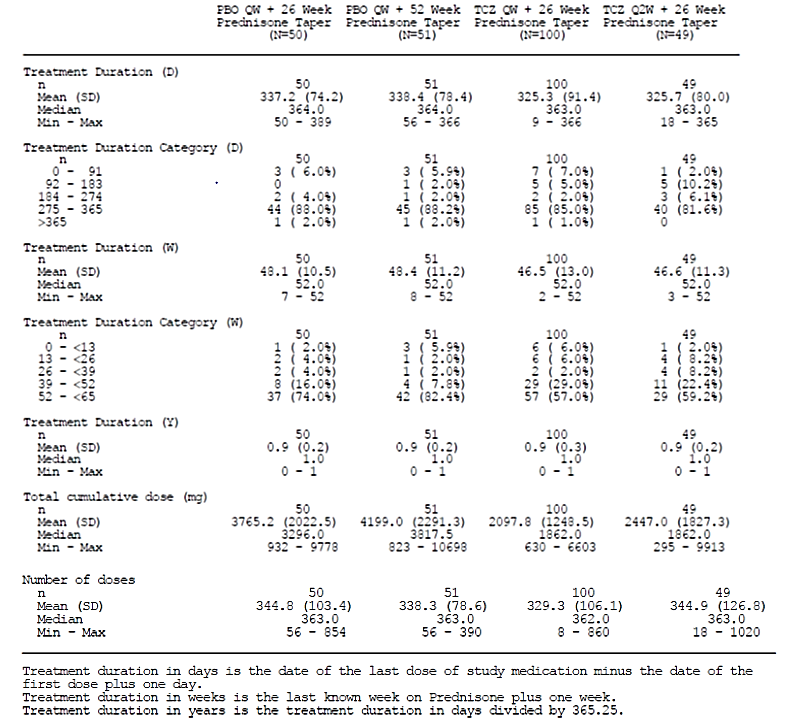 PBO QW + 26 Week PBO QW + 52 Week TCZ QW + 26 Week TCZ Q2W + 26 Week
Prednisone Taper Prednisone Taper Prednisone Taper Prednisone Taper
(N=50) (N=51) (N=100) (N=49)
Treatment Duration (D)
n 50 51 100 49
Mean (SD) 337.2 (74.2) 338.4 (78.4) 325.3 (91.4) 325.7 (80.0)
Median 364.0 364.0 363.0 363.0
Min - Max 50 - 389 56 - 366 9 - 366 18 - 365
Treatment Duration Category (D)
n 50 51 100 49
0 - 91 3 ( 6.0%) 3 ( 5.9%) 7 ( 7.0%) 1 ( 2.0%)
92 - 183 0 1 ( 2.0%) 5 ( 5.0%) 5 (10.2%)
184 - 274 2 ( 4.0%) 1 ( 2.0%) 2 ( 2.0%) 3 ( 6.1%)
275 - 365 44 (88.0%) 45 (88.2%) 85 (85.0%) 40 (81.6%)
>365 1 ( 2.0%) 1 ( 2.0%) 1 ( 1.0%) 0
Treatment Duration (W)
n 50 51 100 49
Mean (SD) 48.1 (10.5) 48.4 (11.2) 46.5 (13.0) 46.6 (11.3)
Median 52.0 52.0 52.0 52.0
Min - Max 7 - 52 8 - 52 2 - 52 3 - 52
Treatment Duration Category (W)
n 50 51 100 49
0 - <13 1 ( 2.0%) 3 ( 5.9%) 6 ( 6.0%) 1 ( 2.0%)
13 - <26 2 ( 4.0%) 1 ( 2.0%) 6 ( 6.0%) 4 ( 8.2%)
26 - <39 2 ( 4.0%) 1 ( 2.0%) 2 ( 2.0%) 4 ( 8.2%)
39 - <52 8 (16.0%) 4 ( 7.8%) 29 (29.0%) 11 (22.4%)
52 - <65 37 (74.0%) 42 (82.4%) 57 (57.0%) 29 (59.2%)
Treatment Duration (Y)
n 50 51 100 49
Mean (SD) 0.9 (0.2) 0.9 (0.2) 0.9 (0.3) 0.9 (0.2)
Median 1.0 1.0 1.0 1.0
Min - Max 0 - 1 0 - 1 0 - 1 0 - 1
Total cumulative dose (mg)
n 50 51 100 49
Mean (SD) 3765.2 (2022.5) 4199.0 (2291.3) 2097.8 (1248.5) 2447.0 (1827.3)
Median 3296.0 3817.5 1862.0 1862.0
Min - Max 932 - 9778 823 - 10698 630 - 6603 295 - 9913
Number of doses
n 50 51 100 49
Mean (SD) 344.8 (103.4) 338.3 (78.6) 329.3 (106.1) 344.9 (126.8)
Median 363.0 363.0 362.0 363.0
Min - Max 56 - 854 56 - 390 8 - 860 18 - 1020
Treatment duration in days is the date of the last dose of study medication minus the date of the
first dose plus one day.
Treatment duration in weeks is the last known week on Prednisone plus one week.
Treatment duration in years is the treatment duration in days divided by 365.25.